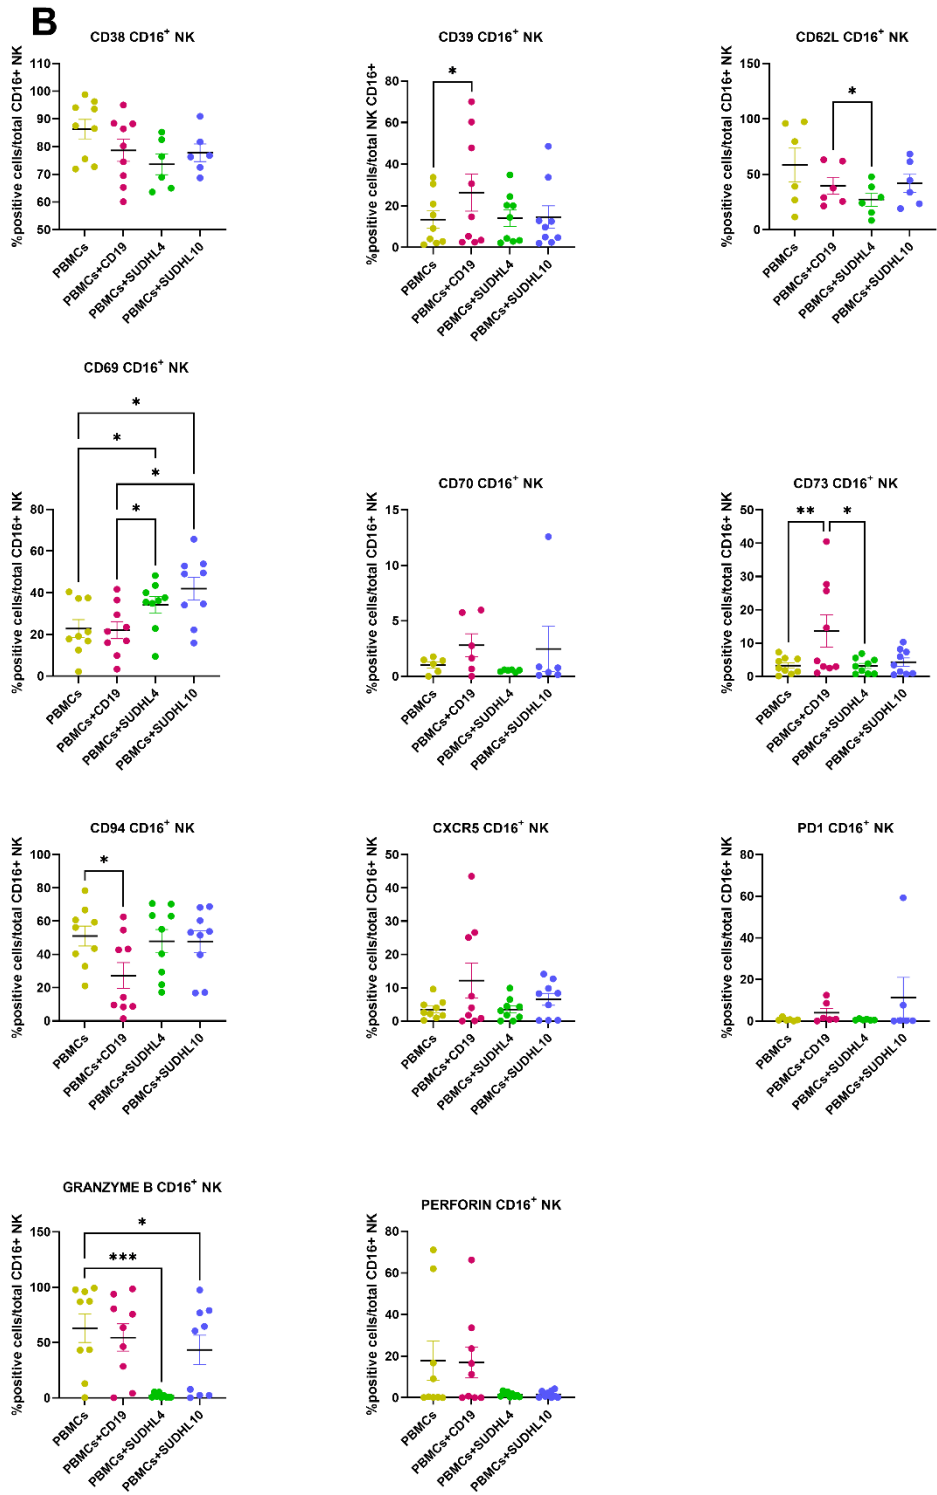 B
CD38 CD16+ NK
%positive cells/total CD16+ NK
110
100
90
80
70
60
50
PBMCs
PBMCs+CD19
PBMCs+SUDHL4
PBMCs+SUDHL10
CD39 CD16+ NK
%positive cells/total NK CD16+
80
60
40
20
0
*
PBMCs
PBMCs+CD19
PBMCs+SUDHL4
PBMCs+SUDHL10
CD62L CD16+ NK
%positive cells/total CD16+ NK
150
100
50
0
*
PBMCs
PBMCs+CD19
PBMCs+SUDHL4
PBMCs+SUDHL10
CD69 CD16+ NK
%positive cells/total CD16+ NK
*
*
*
*
80
60
40
20
0
PBMCs
PBMCs+CD19
PBMCs+SUDHL4
PBMCs+SUDHL10
CD70 CD16+ NK
%positive cells/total CD16+ NK
15
10
5
0
PBMCs
PBMCs+CD19
PBMCs+SUDHL4
PBMCs+SUDHL10
CD73 CD16+ NK
%positive cells/total CD16+ NK
50
40
30
20
10
0
** *
PBMCs
PBMCs+CD19
PBMCs+SUDHL4
PBMCs+SUDHL10
CD94 CD16+ NK
%positive cells/total CD16+ NK
100
80
60
40
20
0
*
PBMCs
PBMCs+CD19
PBMCs+SUDHL4
PBMCs+SUDHL10
CXCR5 CD16+ NK
%positive cells/total CD16+ NK
50
40
30
20
10
0
PBMCs
PBMCs+CD19
PBMCs+SUDHL4
PBMCs+SUDHL10
PD1 CD16+ NK
%positive cells/total CD16+ NK
80
60
40
20
0
PBMCs
PBMCs+CD19
PBMCs+SUDHL4
PBMCs+SUDHL10
GRANZYME B CD16+ NK
%positive cells/total CD16+ NK
150
100
50
0
*
***
PBMCs
PBMCs+CD19
PBMCs+SUDHL4
PBMCs+SUDHL10
PERFORIN CD16+ NK
%positive cells/total CD16+ NK
80
60
40
20
0
PBMCs
PBMCs+CD19
PBMCs+SUDHL4
PBMCs+SUDHL10